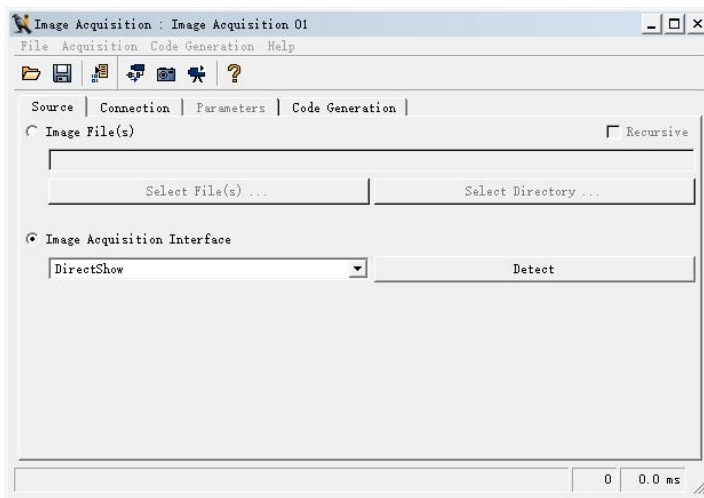 Image Acquisition : Image Acquisition 01
File Acquisition Code Generation Help
Source Connection Parameters Code Generation
Image File(s) Recursive
Select File(s) ... Select Directory ...
Image Acquisition Interface
DirectShow Detect
0 0.0 ms